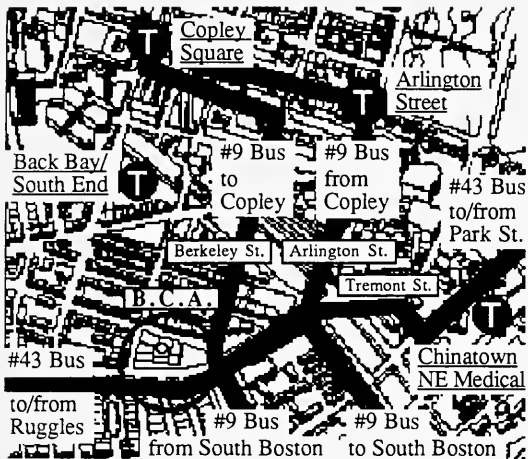 T
Copley
Square
T
Arlington
Street
Back Bay/
South End
T
#9 Bus
to
Copley
#9 Bus
from
Copley
#43 Bus
to/from
Park St.
Berkeley St.
Arlington St.
Tremont St.
B.C.A.
T
#43 Bus
Chinatown
NE Medical
to/from
Ruggles
#9 Bus
from South Boston
#9 Bus
to South Boston